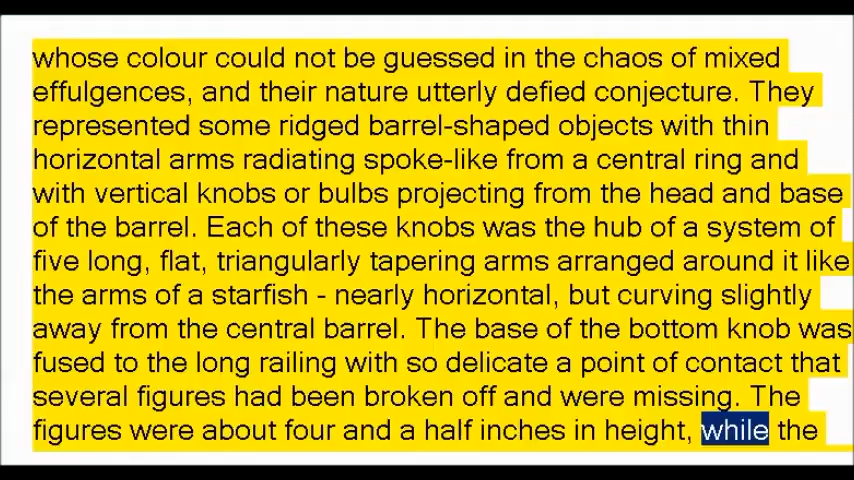 whose colour could not be guessed in the chaos of mixed
effulgences, and their nature utterly defied conjecture. They
represented some ridged barrel-shaped objects with thin
horizontal arms radiating spoke-like from a central ring and
with vertical knobs or bulbs projecting from the head and base
of the barrel. Each of these knobs was the hub of a system of
five long, flat, triangularly tapering arms arranged around it like
the arms of a starfish - nearly horizontal, but curving slightly
away from the central barrel. The base of the bottom knob was
fused to the long railing with so delicate a point of contact that
several figures had been broken off and were missing. The
figures were about four and a half inches in height, while the